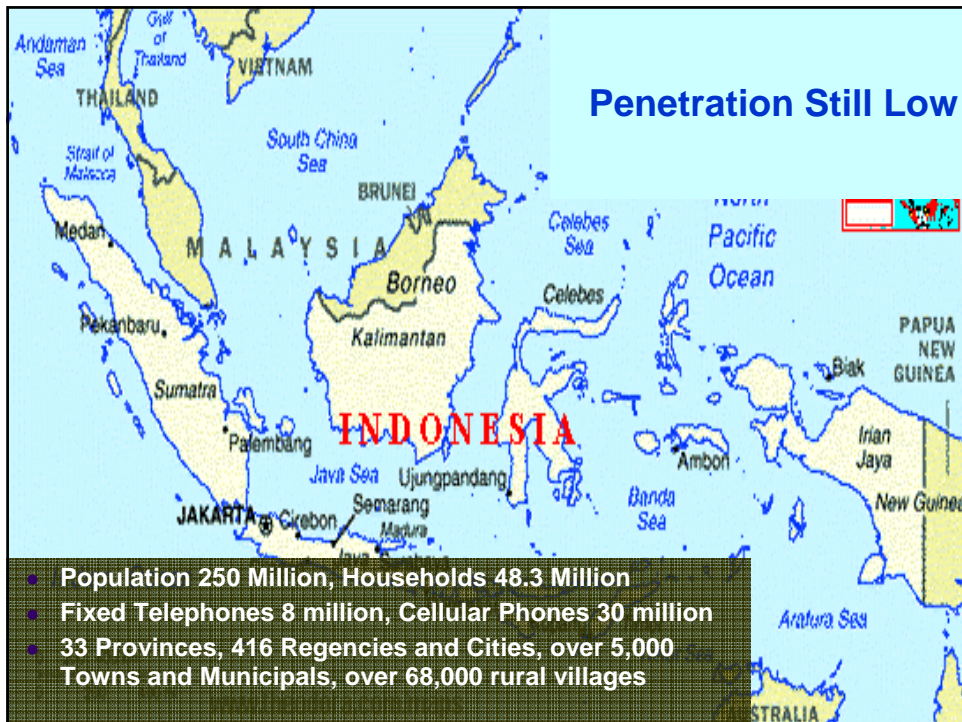 Penetration Still Low
Andaman
Sea
Gulf
of
Thailand
VIETNAM
THAILAND
South China
Sea
Strait of
Malacca
BRUNEI
Medan
MALAYSIA
Celebes
Sea
North
Pacific
Ocean
Borneo
Celebes
Pekanbaru
Kalimantan
PAPUA
NEW
GUINEA
Biak
Sumatra
INDONESIA
Palembang
Irian
Jaya
Ambon
Java Sea
Ujungpandang
Semarang
Banda
Sea
New Guinea
JAKARTA
Cirebon
Madura
Arafura Sea
AUSTRALIA
Population 250 Million, Households 48.3 Million
Fixed Telephones 8 million, Cellular Phones 30 million
33 Provinces, 416 Regencies and Cities, over 5,000
Towns and Municipals, over 68,000 rural villages